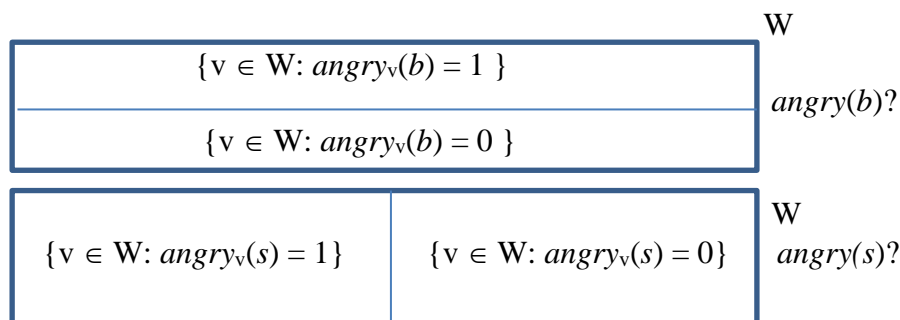 W
{v ∈ W: angryᵥ(b) = 1 }
angry(b)?
{v ∈ W: angryᵥ(b) = 0 }
W
{v ∈ W: angryᵥ(s) = 1} {v ∈ W: angryᵥ(s) = 0} angry(s)?